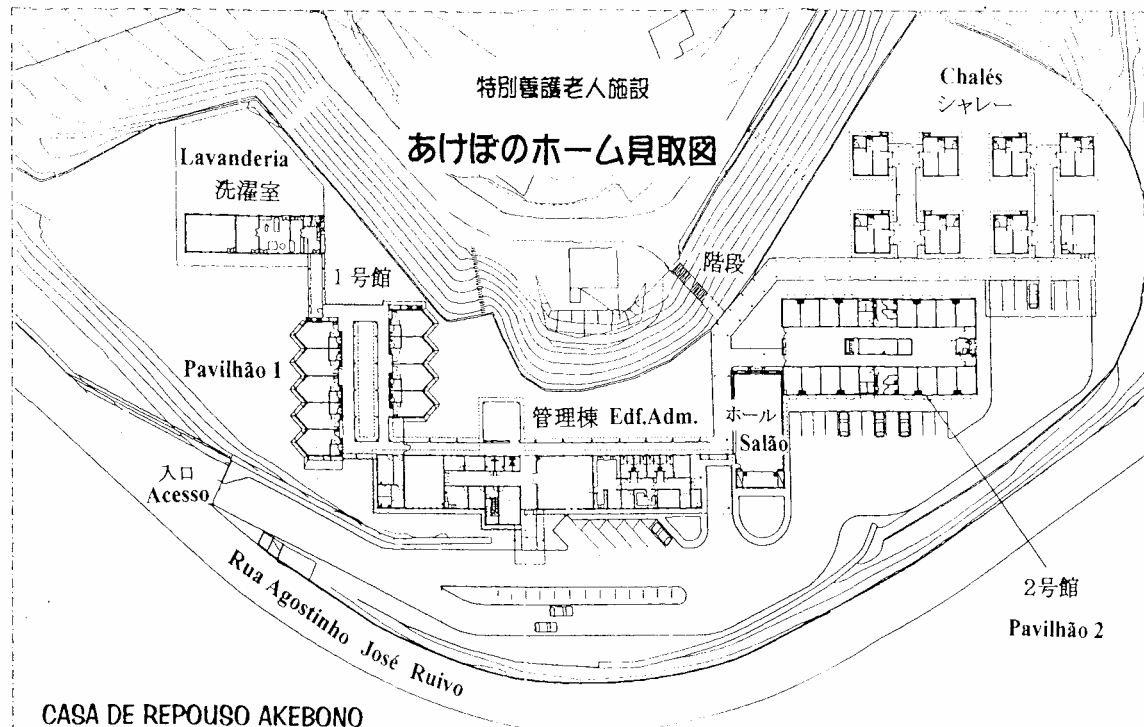 特別養護老人施設
あけぼのホーム見取図
Chalés
シャレー
Lavanderia
洗濯室
1号館
階段
Pavilhão 1
管理棟 Edf.Adm.
ホール
Salão
入口
Acesso
Rua Agostinho José Ruivo
2号館
Pavilhão 2
CASA DE REPOUSO AKEBONO